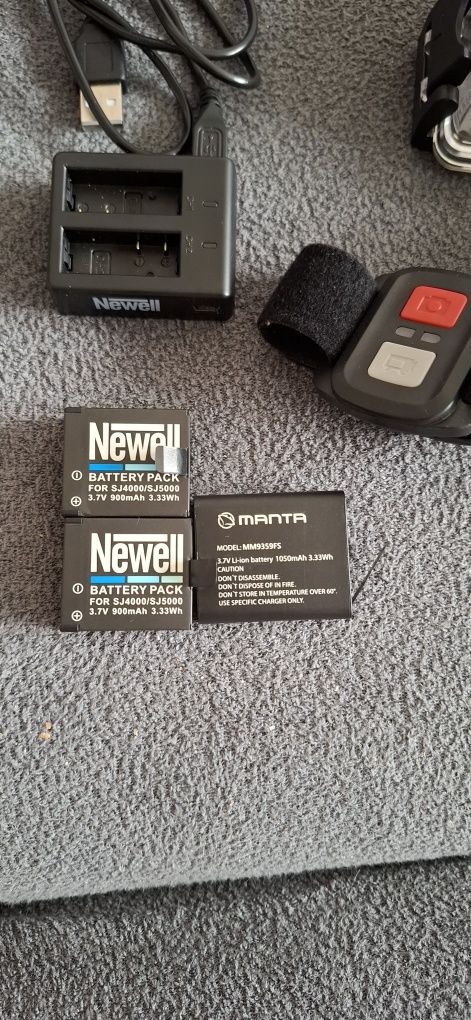 Newell
Newell
BATTERY PACK
FOR SJ4000/SJ5000
3.7V 900mAh 3.33Wh
Newell
BATTERY PACK
FOR SJ4000/SJ5000
3.7V 900mAh 3.33Wh
MANTA
MODEL: MM9359FS
3.7V Li-ion battery 1050mAh 3.33Wh
CAUTION
DON`T DISASSEMBLE.
DON`T DISPOSE OF IN FIRE.
DON`T STORE IN TEMPERATURE OVER 60°.
USE SPECIFIC CHARGER ONLY.